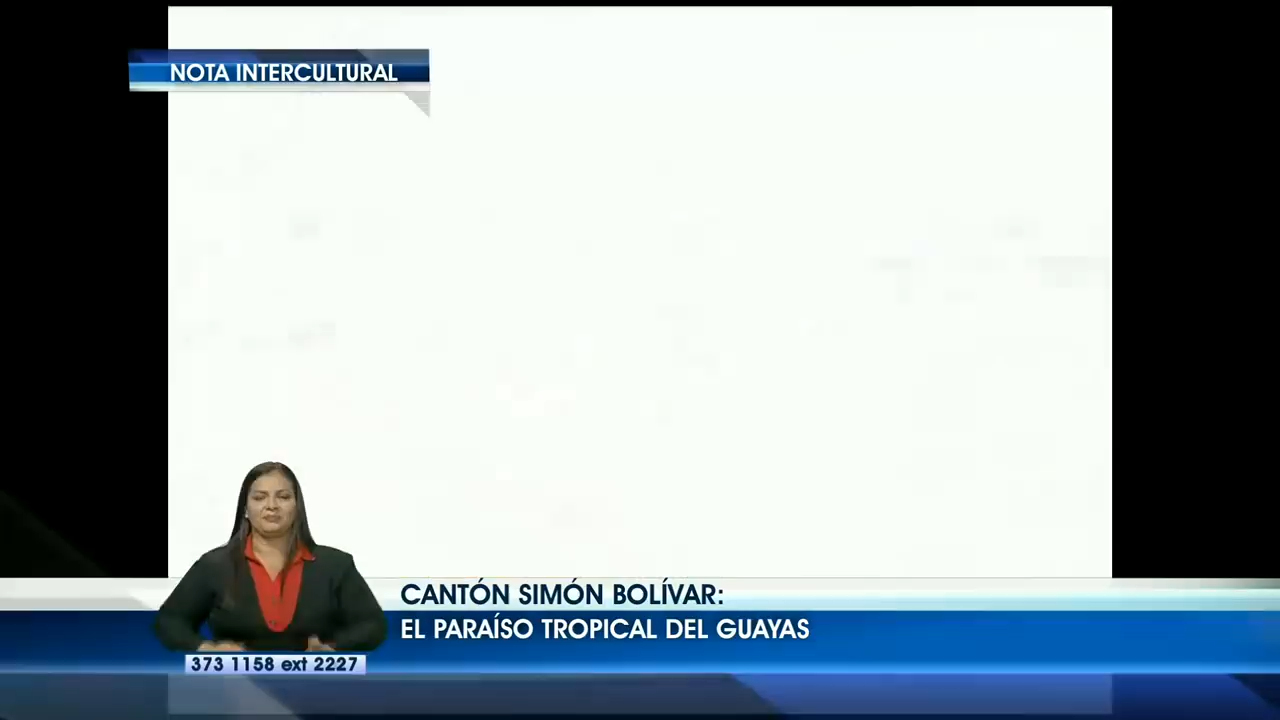 NOTA INTERCULTURAL
CANTÓN SIMÓN BOLÍVAR:
EL PARAÍSO TROPICAL DEL GUAYAS
373 1158 ext 2227